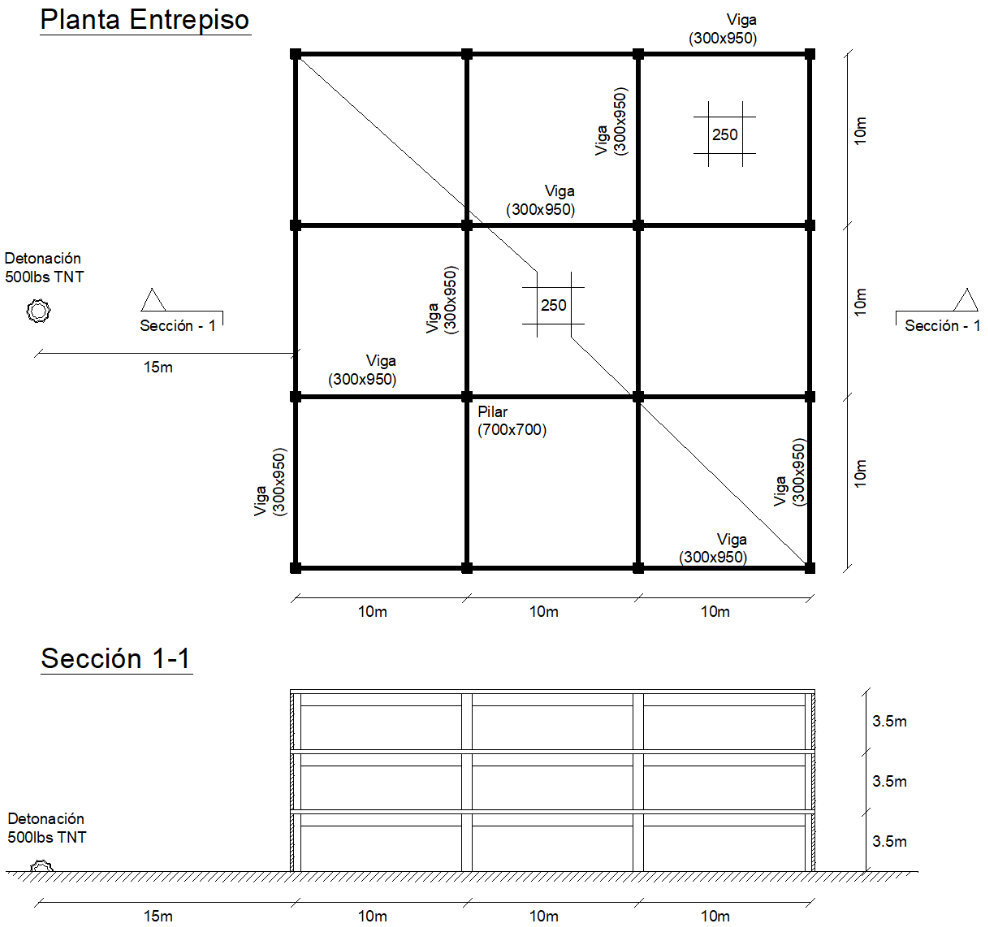 Planta Entrepiso
Viga
(300x950)
Viga
(300x950)
250
10m
Viga
(300x950)
Detonación
500lbs TNT
Sección - 1
Viga
(300x950)
250
10m
Sección - 1
15m
Viga
(300x950)
Pilar
(700x700)
Viga
(300x950)
Viga
(300x950)
10m
Viga
(300x950)
10m
10m
10m
Sección 1-1
3.5m
3.5m
Detonación
500lbs TNT
3.5m
15m
10m
10m
10m